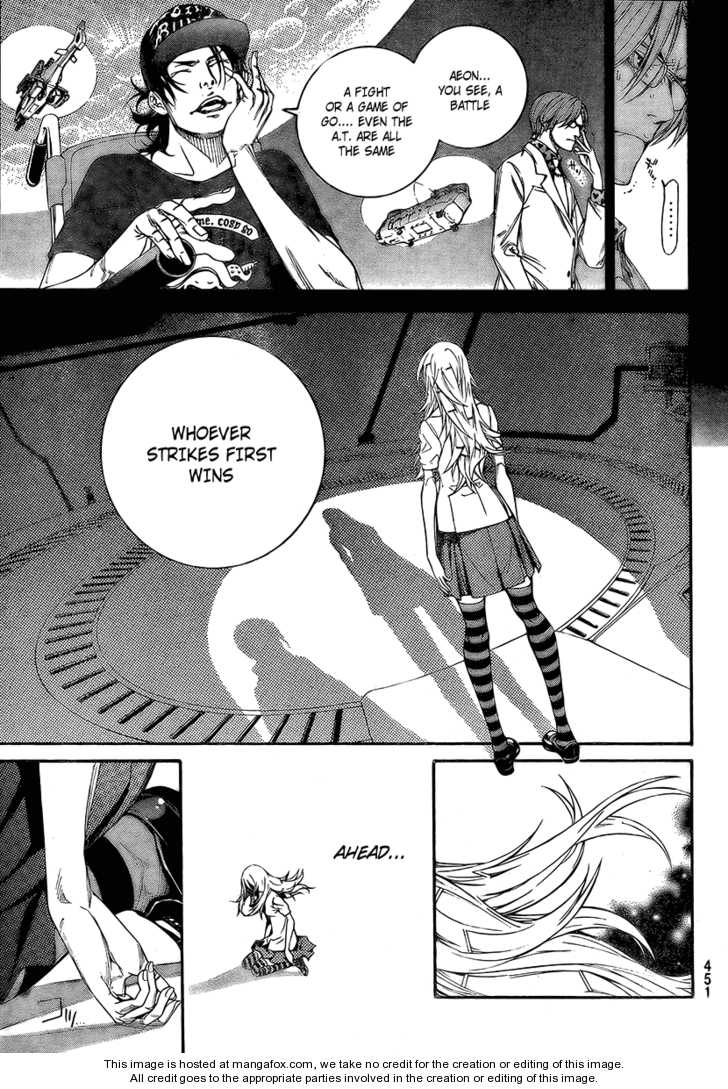 .......
AEON...
YOU SEE, A
BATTLE
A FIGHT
OR A GAME OF
GO.... EVEN THE
A.T. ARE ALL
THE SAME
WHOEVER
STRIKES FIRST
WINS
AHEAD...
451
This image is hosted at mangafox.com, we take no credit for the creation or editing of this image.
All credit goes to the appropriate parties involved in the creation or editing of this image.